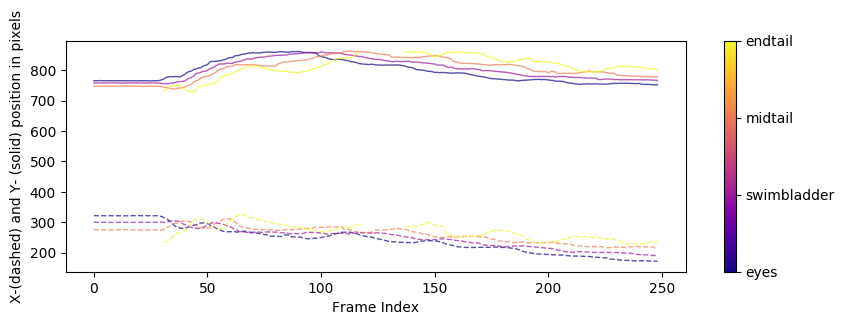 X-(dashed) and Y- (solid) position in pixels
800
700
600
500
400
300
200
0
50
100
150
200
250
Frame Index
endtail
midtail
swimbladder
eyes